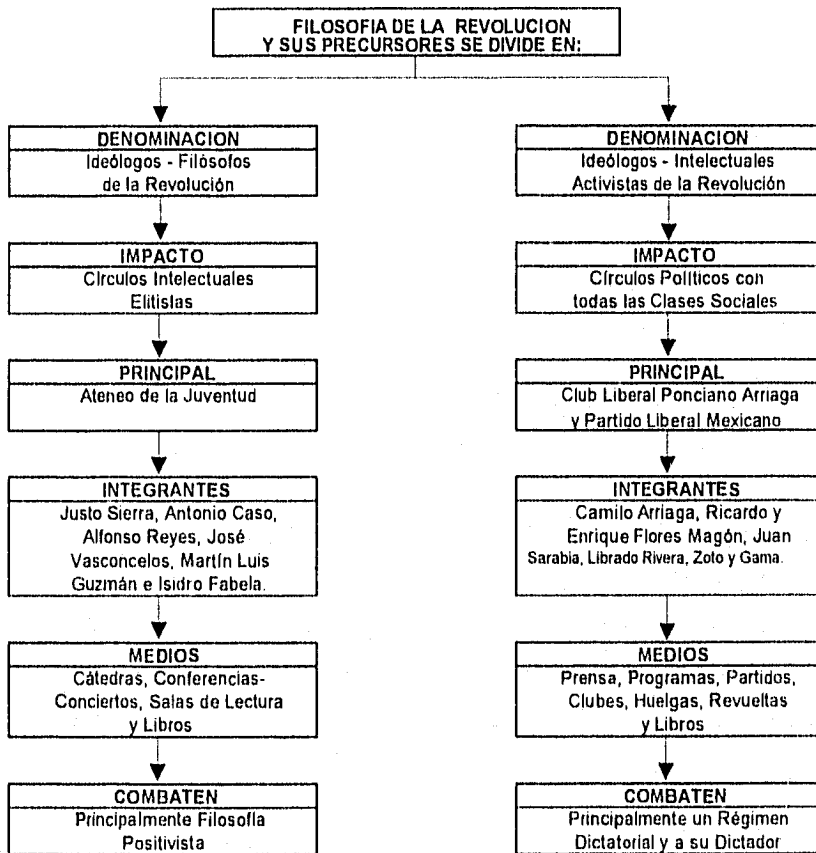 FILOSOFIA DE LA REVOLUCION
Y SUS PRECURSORES SE DIVIDE EN:
DENOMINACION
Ideólogos - Filósofos
de la Revolución
IMPACTO
Círculos Intelectuales
Elitistas
PRINCIPAL
Ateneo de la Juventud
INTEGRANTES
Justo Sierra, Antonio Caso,
Alfonso Reyes, José
Vasconcelos, Martín Luis
Guzmán e Isidro Fabela.
MEDIOS
Cátedras, Conferencias-
Conciertos, Salas de Lectura
y Libros
COMBATEN
Principalmente Filosofía
Positivista
DENOMINACION
Ideólogos - Intelectuales
Activistas de la Revolución
IMPACTO
Círculos Políticos con
todas las Clases Sociales
PRINCIPAL
Club Liberal Ponciano Arriaga
y Partido Liberal Mexicano
INTEGRANTES
Camilo Arriaga, Ricardo y
Enrique Flores Magón, Juan
Sarabia, Librado Rivera, Zoto y Gama.
MEDIOS
Prensa, Programas, Partidos,
Clubes, Huelgas, Revueltas
y Libros
COMBATEN
Principalmente un Régimen
Dictatorial y a su Dictador